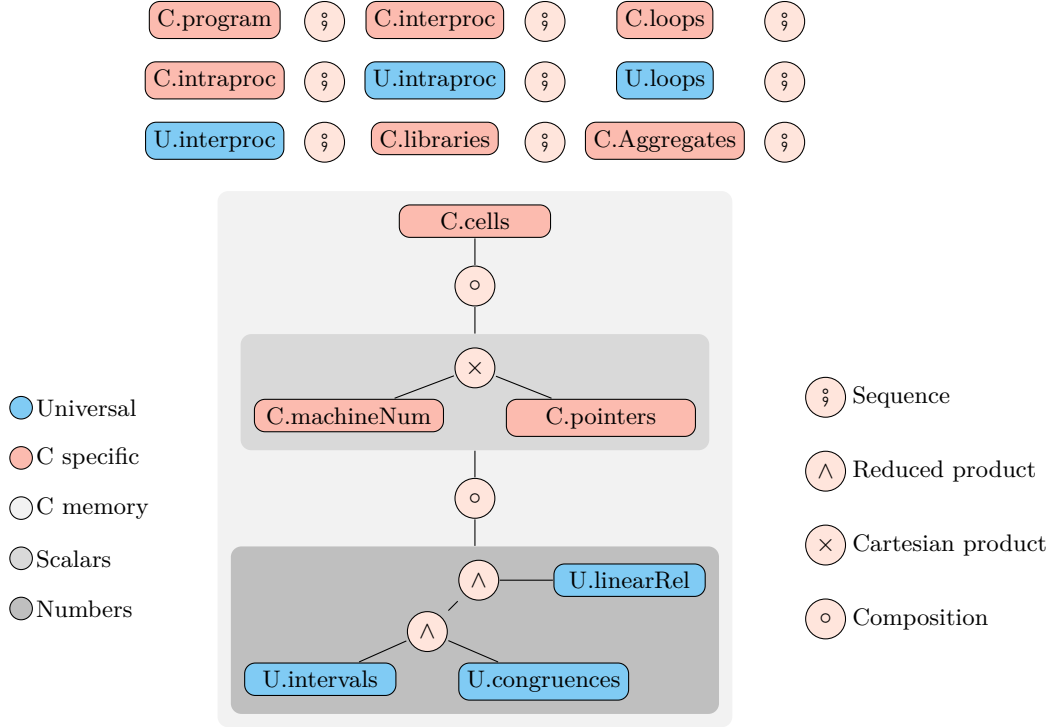 C.program ⨟ C.interproc ⨟ C.loops ⨟
C.intraproc ⨟ U.intraproc ⨟ U.loops ⨟
U.interproc ⨟ C.libraries ⨟ C.Aggregates ⨟
C.cells
∘
×
C.machineNum C.pointers
∘
∧ U.linearRel
∧
U.intervals U.congruences
Universal
C specific
C memory
Scalars
Numbers
⨟ Sequence
∧ Reduced product
× Cartesian product
∘ Composition